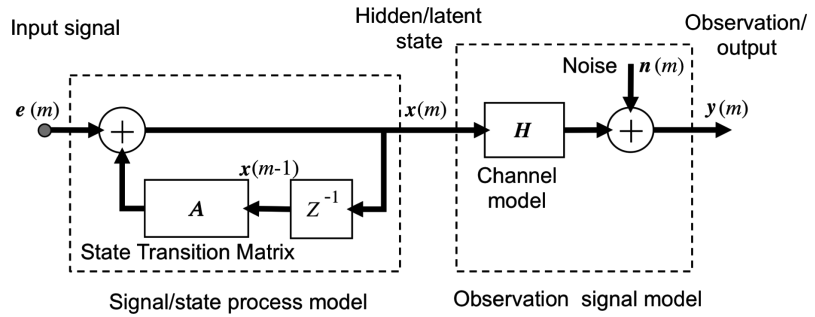 Input signal
Hidden/latent
state
Observation/
output
Noise n(m)
e(m)
x(m)
y(m)
+
H
+
x(m-1)
Channel
model
A
Z⁻¹
State Transition Matrix
Signal/state process model
Observation signal model